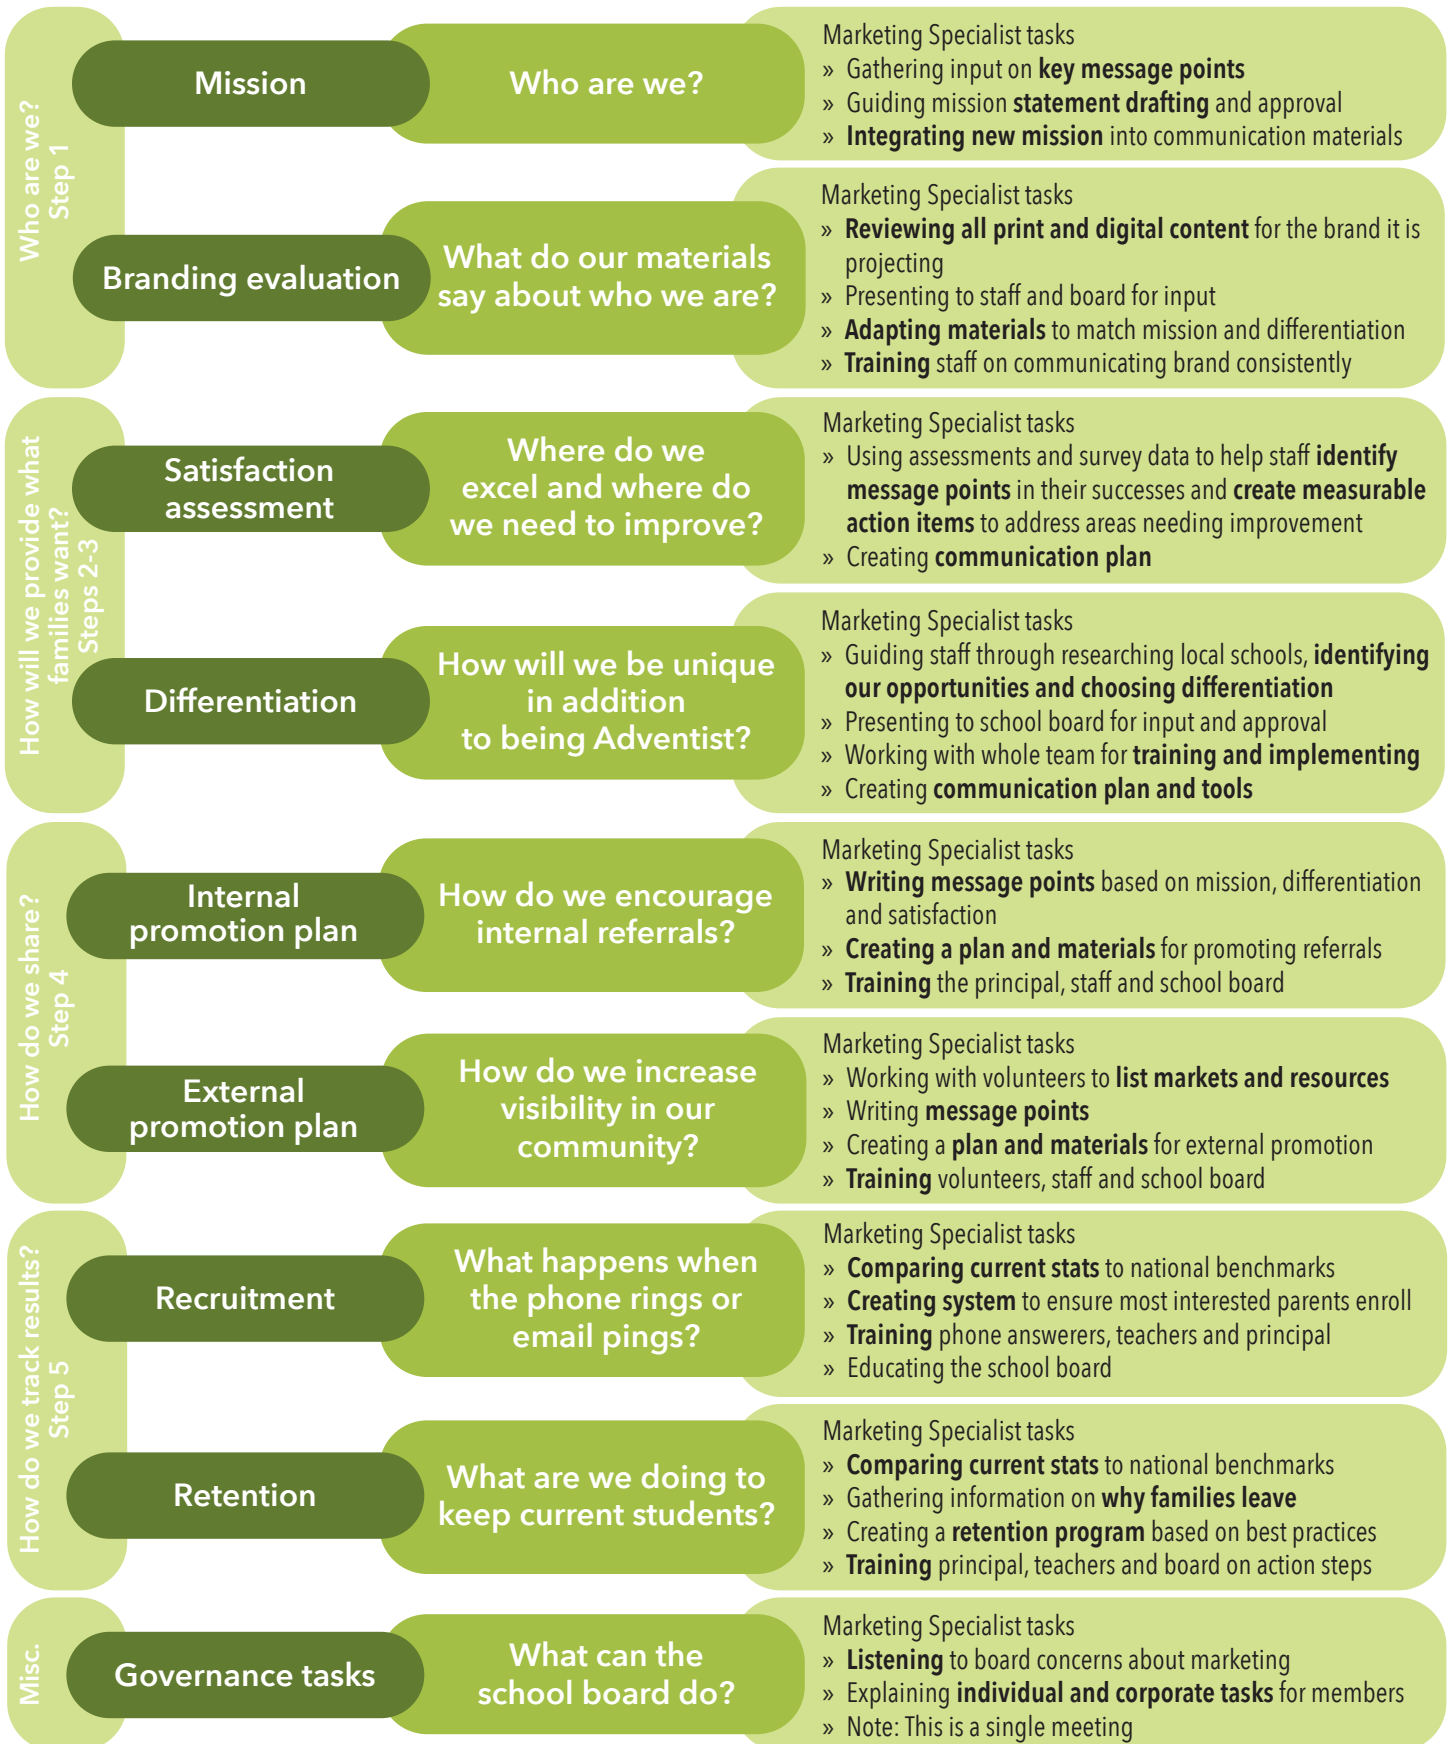 Who are we?
Step 1
Mission
Who are we?
Marketing Specialist tasks
» Gathering input on key message points
» Guiding mission statement drafting and approval
» Integrating new mission into communication materials
Branding evaluation
What do our materials
say about who we are?
Marketing Specialist tasks
» Reviewing all print and digital content for the brand it is
projecting
» Presenting to staff and board for input
» Adapting materials to match mission and differentiation
» Training staff on communicating brand consistently
How will we provide what
families want?
Steps 2-3
Satisfaction
assessment
Where do we
excel and where do
we need to improve?
Marketing Specialist tasks
» Using assessments and survey data to help staff identify
message points in their successes and create measurable
action items to address areas needing improvement
» Creating communication plan
Differentiation
How will we be unique
in addition
to being Adventist?
Marketing Specialist tasks
» Guiding staff through researching local schools, identifying
our opportunities and choosing differentiation
» Presenting to school board for input and approval
» Working with whole team for training and implementing
» Creating communication plan and tools
How do we share?
Step 4
Internal
promotion plan
How do we encourage
internal referrals?
Marketing Specialist tasks
» Writing message points based on mission, differentiation
and satisfaction
» Creating a plan and materials for promoting referrals
» Training the principal, staff and school board
External
promotion plan
How do we increase
visibility in our
community?
Marketing Specialist tasks
» Working with volunteers to list markets and resources
» Writing message points
» Creating a plan and materials for external promotion
» Training volunteers, staff and school board
How do we track results?
Step 5
Recruitment
What happens when
the phone rings or
email pings?
Marketing Specialist tasks
» Comparing current stats to national benchmarks
» Creating system to ensure most interested parents enroll
» Training phone answerers, teachers and principal
» Educating the school board
Retention
What are we doing to
keep current students?
Marketing Specialist tasks
» Comparing current stats to national benchmarks
» Gathering information on why families leave
» Creating a retention program based on best practices
» Training principal, teachers and board on action steps
Misc.
Governance tasks
What can the
school board do?
Marketing Specialist tasks
» Listening to board concerns about marketing
» Explaining individual and corporate tasks for members
» Note: This is a single meeting